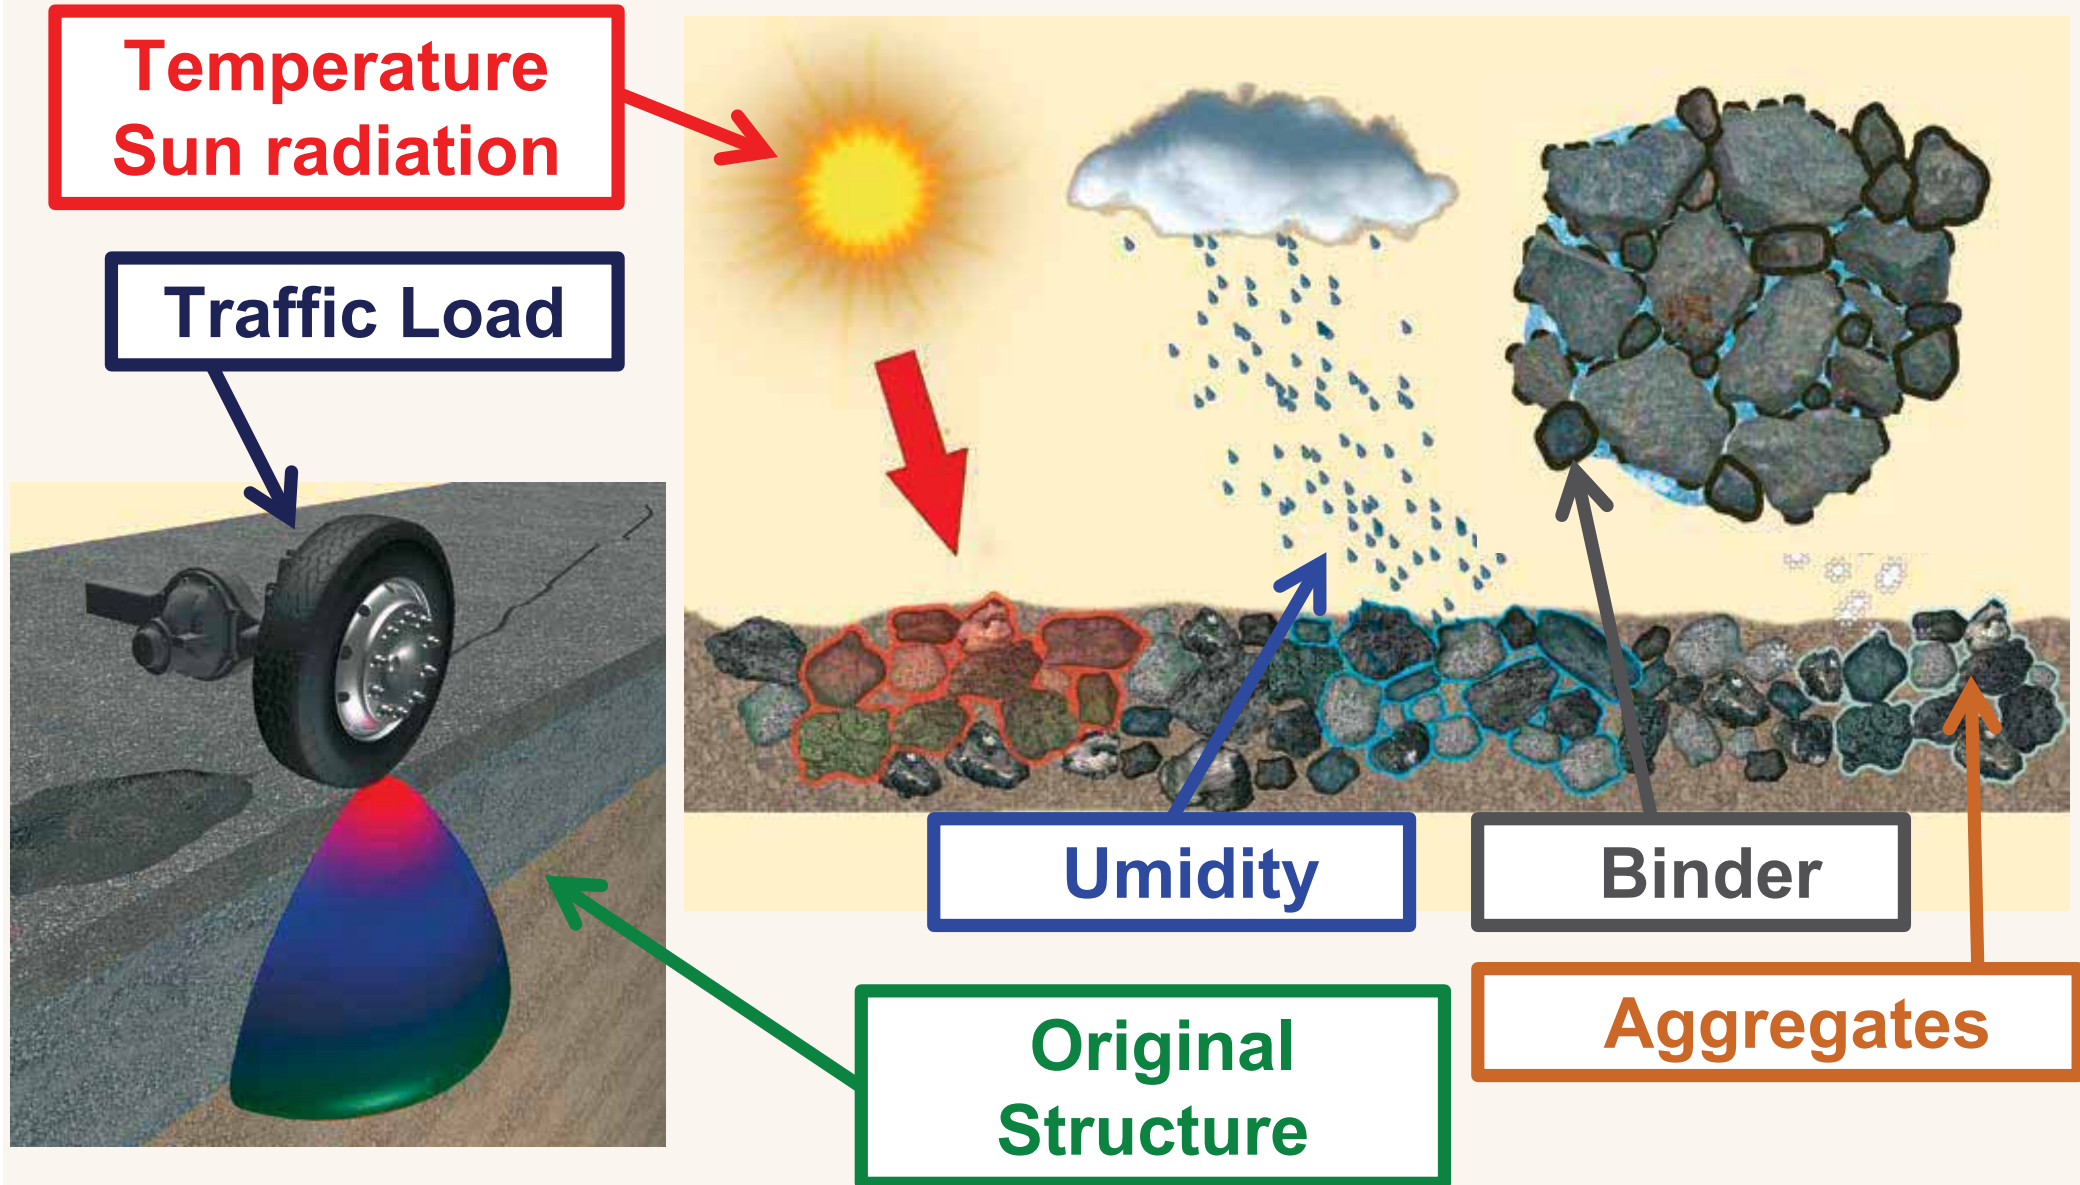 Temperature
Sun radiation
Traffic Load
Umidity
Binder
Aggregates
Original
Structure